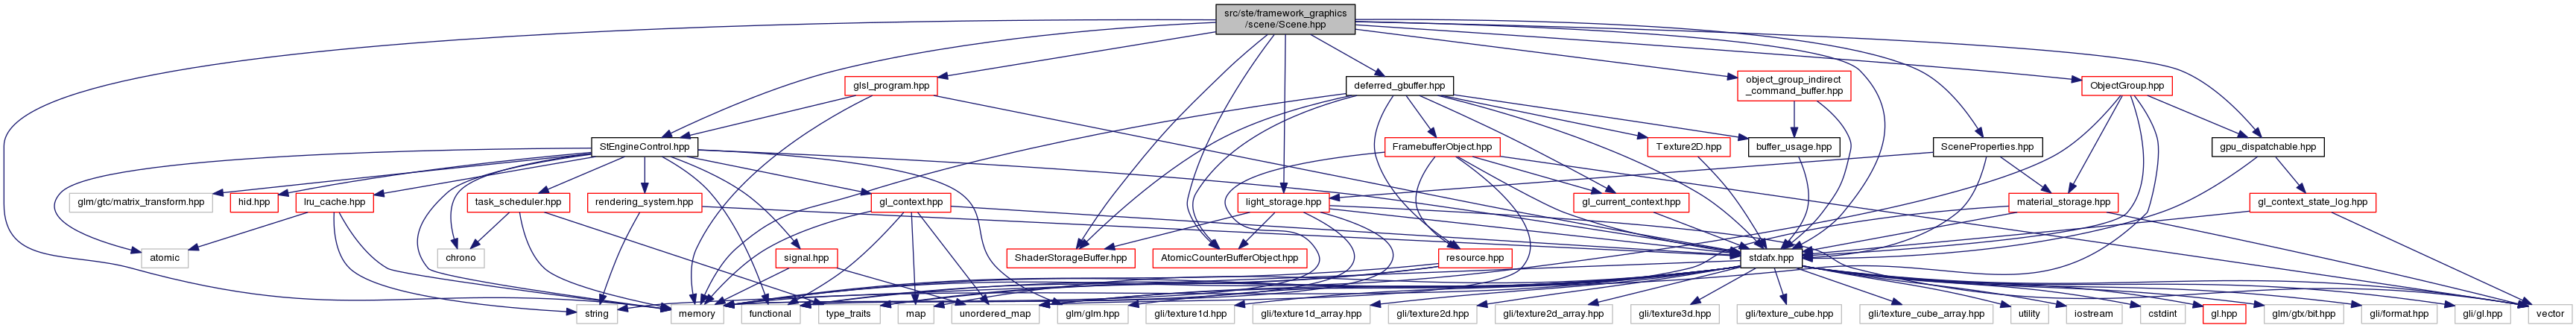 src/ste/framework_graphics
/scene/Scene.hpp
glsl_program.hpp
deferred_gbuffer.hpp
object_group_indirect
_command_buffer.hpp
ObjectGroup.hpp
StEngineControl.hpp
FramebufferObject.hpp
Texture2D.hpp
buffer_usage.hpp
SceneProperties.hpp
gpu_dispatchable.hpp
glm/gtc/matrix_transform.hpp
hid.hpp
lru_cache.hpp
task_scheduler.hpp
rendering_system.hpp
gl_context.hpp
light_storage.hpp
gl_current_context.hpp
material_storage.hpp
gl_context_state_log.hpp
atomic
chrono
signal.hpp
ShaderStorageBuffer.hpp
AtomicCounterBufferObject.hpp
resource.hpp
stdafx.hpp
string
memory
functional
type_traits
map
unordered_map
glm/glm.hpp
gli/texture1d.hpp
gli/texture1d_array.hpp
gli/texture2d.hpp
gli/texture2d_array.hpp
gli/texture3d.hpp
gli/texture_cube.hpp
gli/texture_cube_array.hpp
utility
iostream
cstdint
gl.hpp
glm/gtx/bit.hpp
gli/format.hpp
gli/gl.hpp
vector